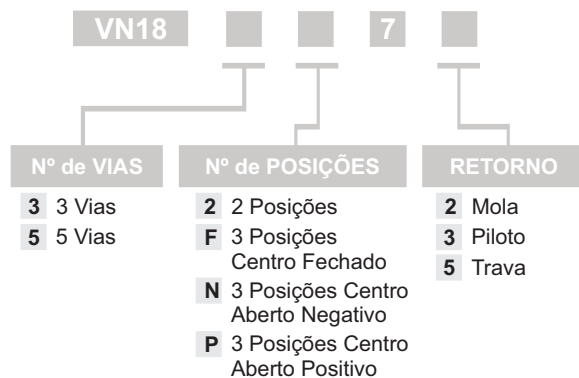 VN18 7
Nº de VIAS
3 3 Vias
5 5 Vias
Nº de POSIÇÕES
2 2 Posições
F 3 Posições
Centro Fechado
N 3 Posições Centro
Aberto Negativo
P 3 Posições Centro
Aberto Positivo
RETORNO
2 Mola
3 Piloto
5 Trava